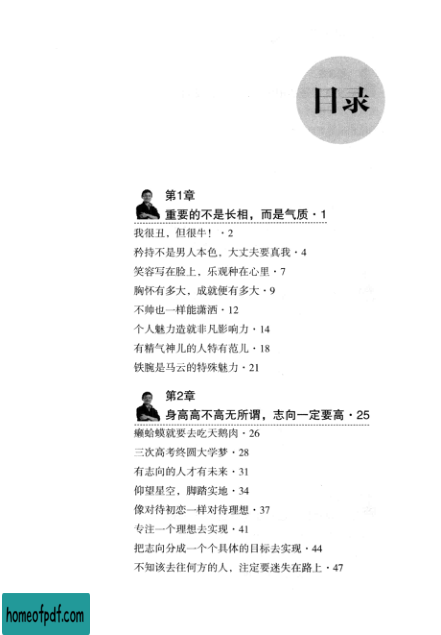 目录
第1章
重要的不是长相，而是气质·1
我很丑，但很牛！·2
矜持不是男人本色，大丈夫要真我·4
笑容写在脸上，乐观种在心里·7
胸怀有多大，成就便有多大·9
不帅也一样能潇洒·12
个人魅力造就非凡影响力·14
有精气神儿的人特有范儿·18
铁腕是马云的特殊魅力·21
第2章
身高高不高无所谓，志向一定要高·25
癞蛤蟆就要去吃天鹅肉·26
三次高考终圆大学梦·28
有志向的人才有未来·31
仰望星空，脚踏实地·34
像对待初恋一样对待理想·37
专注一个理想去实现·41
把志向分成一个个具体的目标去实现·44
不知该去往何方的人，注定要迷失在路上·47
homeofpdf.com